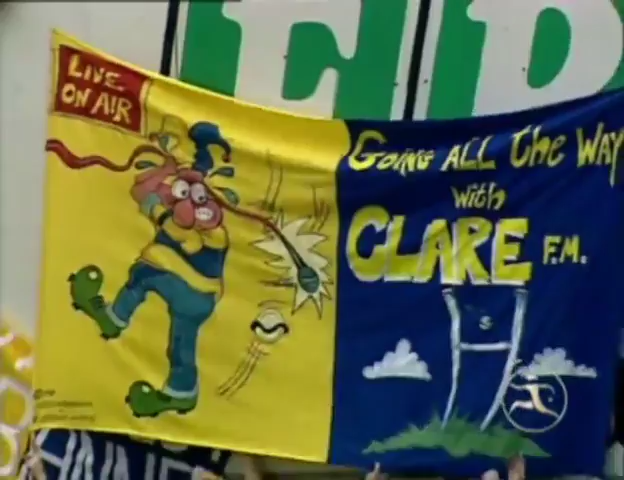 LIVE
ON AIR
GOING ALL the WAY
with
CLARE F.M.